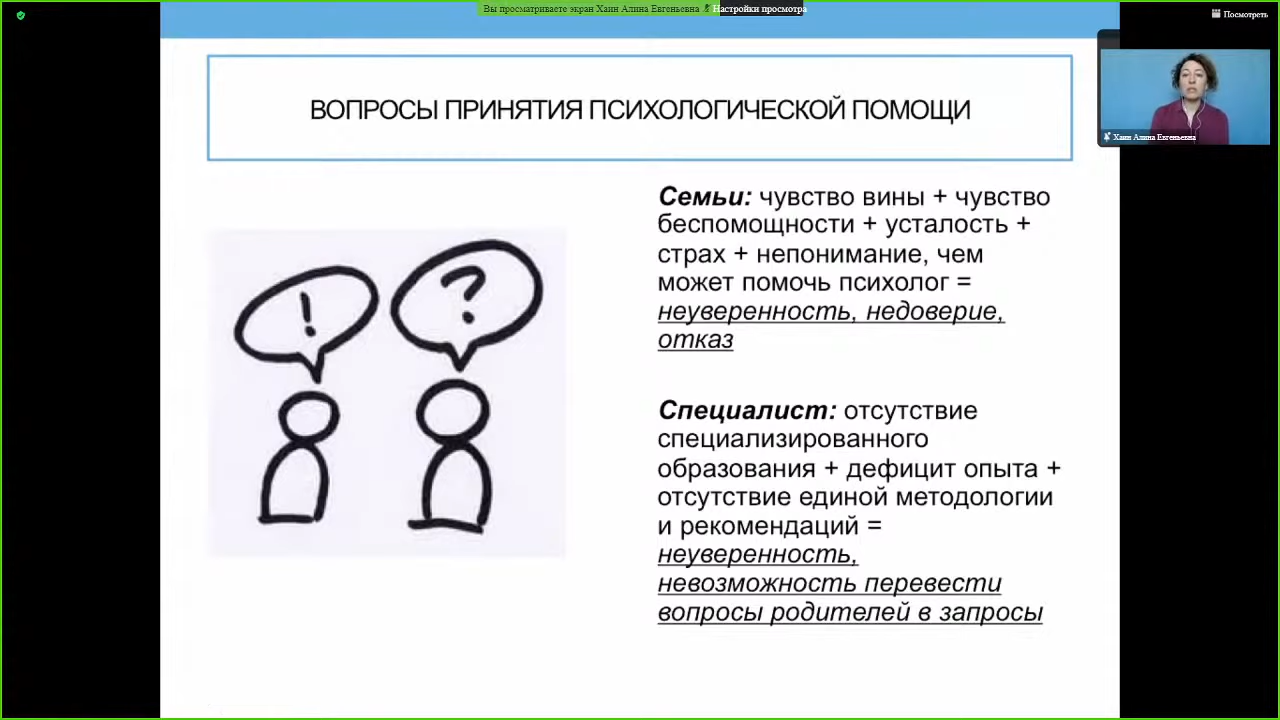 Вы просматриваете экран Хаин Алина Евгеньевна
Настройки просмотра
Посмотреть
ВОПРОСЫ ПРИНЯТИЯ ПСИХОЛОГИЧЕСКОЙ ПОМОЩИ
Хаин Алина Евгеньевна
!
?
Семьи: чувство вины + чувство
беспомощности + усталость +
страх + непонимание, чем
может помочь психолог =
неуверенность, недоверие,
отказ
Специалист: отсутствие
специализированного
образования + дефицит опыта +
отсутствие единой методологии
и рекомендаций =
неуверенность,
невозможность перевести
вопросы родителей в запросы